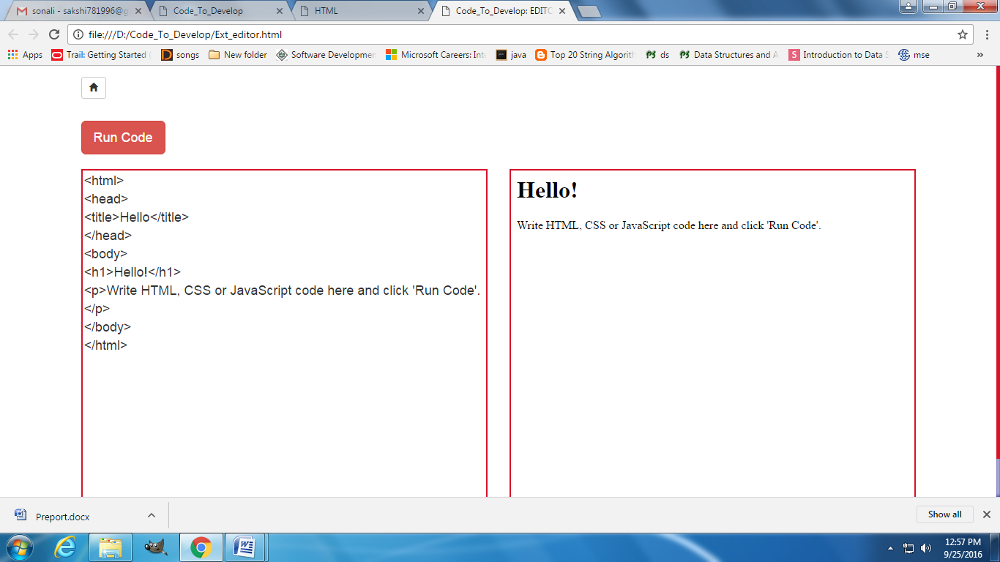 sonali - sakshi781996@g
Code_To_Develop
HTML
Code_To_Develop: EDITO
file:///D:/Code_To_Develop/Ext_editor.html
Apps
Trail: Getting Started (
songs
New folder
Software Developmen
Microsoft Careers: Inte
java
Top 20 String Algorith
ds
Data Structures and A
Introduction to Data S
mse
»
Run Code
<html>
<head>
<title>Hello</title>
</head>
<body>
<h1>Hello!</h1>
<p>Write HTML, CSS or JavaScript code here and click 'Run Code'.
</p>
</body>
</html>
Hello!
Write HTML, CSS or JavaScript code here and click 'Run Code'.
Preport.docx
Show all
12:57 PM
9/25/2016